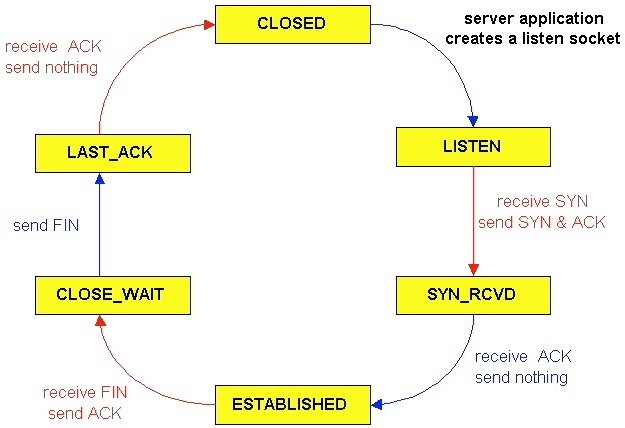 CLOSED
server application
creates a listen socket
receive ACK
send nothing
LAST_ACK
LISTEN
receive SYN
send SYN & ACK
send FIN
CLOSE_WAIT
SYN_RCVD
receive ACK
send nothing
receive FIN
send ACK
ESTABLISHED